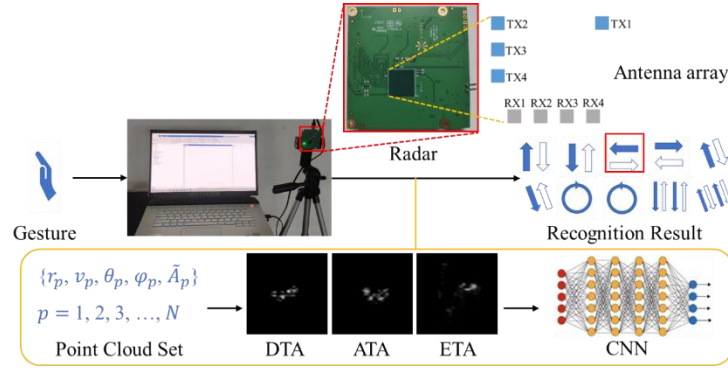 TX2
TX1
TX3
TX4
Antenna array
RX1 RX2 RX3 RX4
Radar
Gesture
Recognition Result
{r_p, v_p, θ_p, φ_p, Ã_p}
p = 1, 2, 3, …, N
Point Cloud Set
DTA
ATA
ETA
CNN